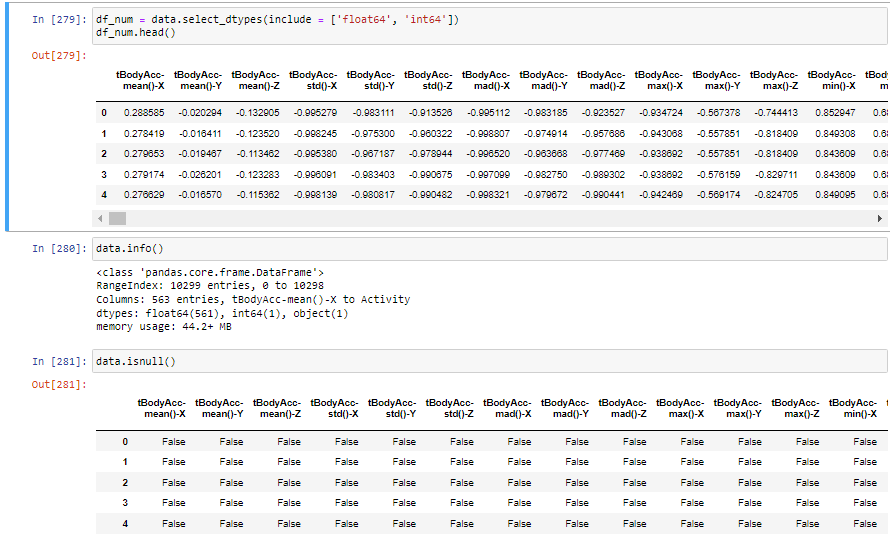 In [279]: df_num = data.select_dtypes(include = ['float64', 'int64'])
df_num.head()
Out[279]:
tBodyAcc- tBodyAcc- tBodyAcc- tBodyAcc- tBodyAcc- tBodyAcc- tBodyAcc- tBodyAcc- tBodyAcc- tBodyAcc- tBodyAcc- tBodyAcc- tBodyAcc- tB
mean()-X mean()-Y mean()-Z std()-X std()-Y std()-Z mad()-X mad()-Y mad()-Z max()-X max()-Y max()-Z min()-X m
0 0.288585 -0.020294 -0.132905 -0.995279 -0.983111 -0.913526 -0.995112 -0.983185 -0.923527 -0.934724 -0.567378 -0.744413 0.852947 0.6
1 0.278419 -0.016411 -0.123520 -0.998245 -0.975300 -0.960322 -0.998807 -0.974914 -0.957686 -0.943068 -0.557851 -0.818409 0.849308 0.6
2 0.279653 -0.019467 -0.113462 -0.995380 -0.967187 -0.978944 -0.996520 -0.963668 -0.977469 -0.938692 -0.557851 -0.818409 0.843609 0.6
3 0.279174 -0.026201 -0.123283 -0.996091 -0.983403 -0.990675 -0.997099 -0.982750 -0.989302 -0.938692 -0.576159 -0.829711 0.843609 0.6
4 0.276629 -0.016570 -0.115362 -0.998139 -0.980817 -0.990482 -0.998321 -0.979672 -0.990441 -0.942469 -0.569174 -0.824705 0.849095 0.6
In [280]: data.info()
<class 'pandas.core.frame.DataFrame'>
RangeIndex: 10299 entries, 0 to 10298
Columns: 563 entries, tBodyAcc-mean()-X to Activity
dtypes: float64(561), int64(1), object(1)
memory usage: 44.2+ MB
In [281]: data.isnull()
Out[281]:
tBodyAcc- tBodyAcc- tBodyAcc- tBodyAcc- tBodyAcc- tBodyAcc- tBodyAcc- tBodyAcc- tBodyAcc- tBodyAcc- tBodyAcc- tBodyAcc- tBodyAcc-
mean()-X mean()-Y mean()-Z std()-X std()-Y std()-Z mad()-X mad()-Y mad()-Z max()-X max()-Y max()-Z min()-X
0 False False False False False False False False False False False False False
1 False False False False False False False False False False False False False
2 False False False False False False False False False False False False False
3 False False False False False False False False False False False False False
4 False False False False False False False False False False False False False